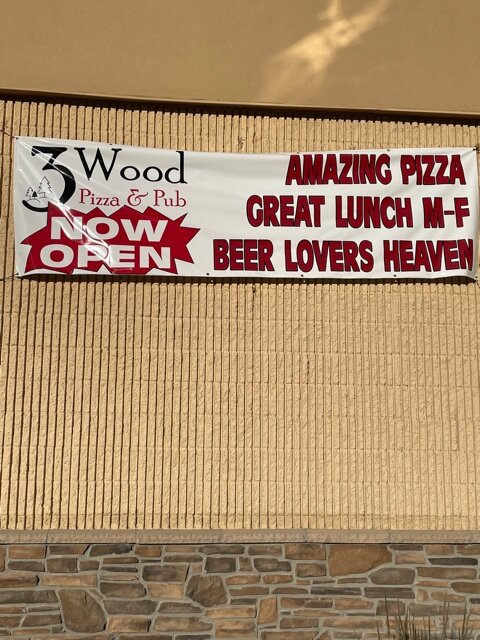 3 Wood
Pizza & Pub
NOW
OPEN
AMAZING PIZZA
GREAT LUNCH M-F
BEER LOVERS HEAVEN